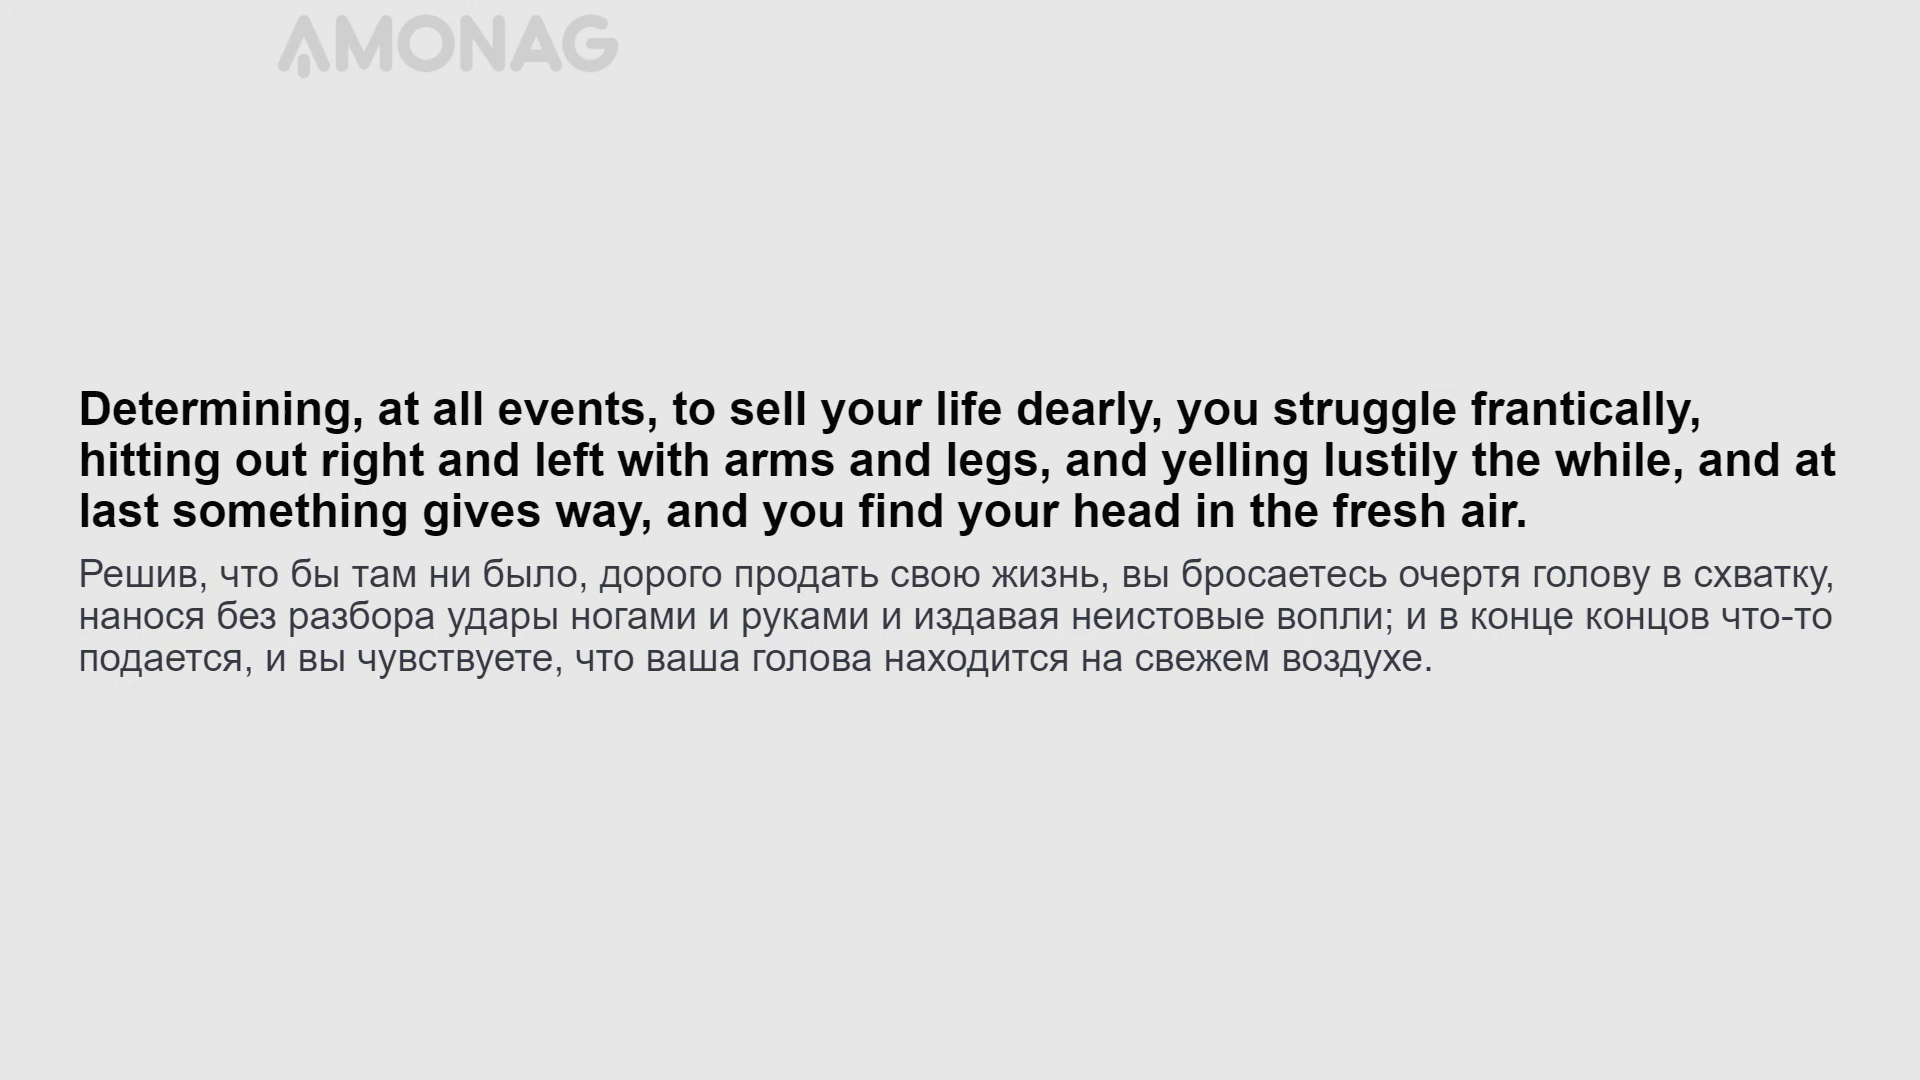 AMONAG
Determining, at all events, to sell your life dearly, you struggle frantically,
hitting out right and left with arms and legs, and yelling lustily the while, and at
last something gives way, and you find your head in the fresh air.
Решив, что бы там ни было, дорого продать свою жизнь, вы бросаетесь очертя голову в схватку,
нанося без разбора удары ногами и руками и издавая неистовые вопли; и в конце концов что-то
подается, и вы чувствуете, что ваша голова находится на свежем воздухе.